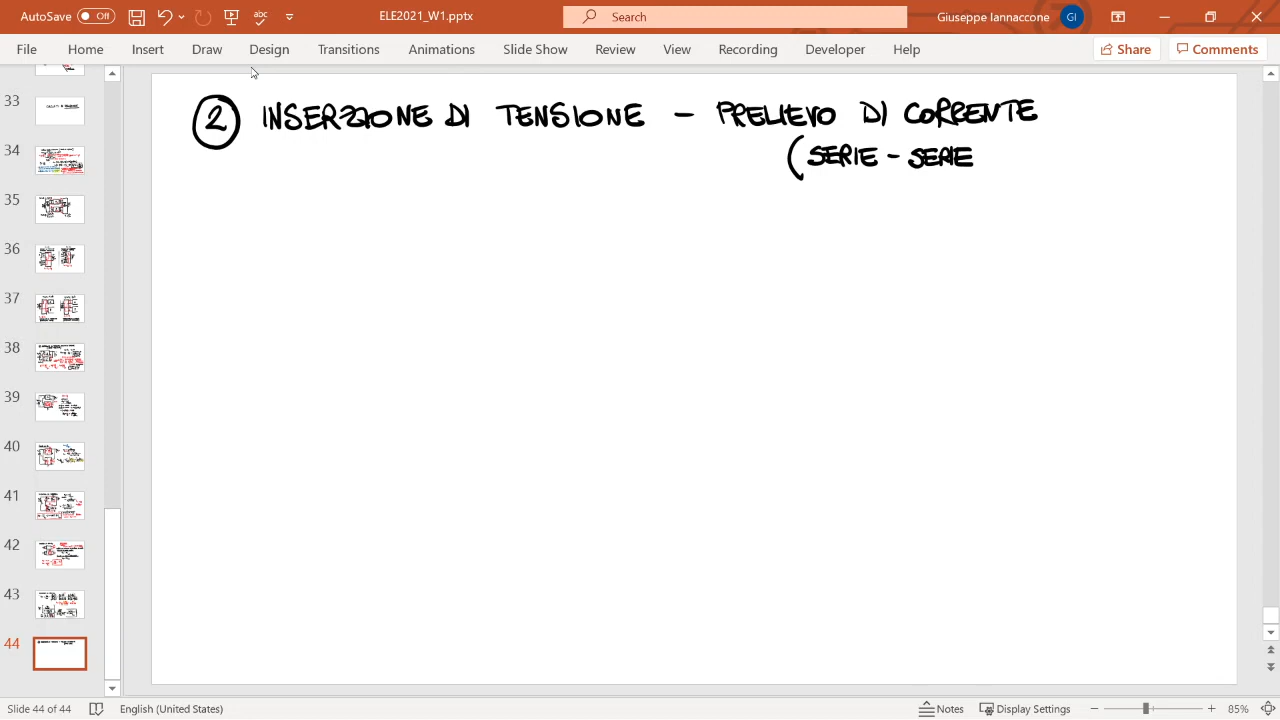 AutoSave Off
ELE2021_W1.pptx
Search
Giuseppe Iannaccone GI
File Home Insert Draw Design Transitions Animations Slide Show Review View Recording Developer Help Share Comments
33
34
35
36
37
38
39
40
41
42
43
44
2 INSERZIONE DI TENSIONE - PRELIEVO DI CORRENTE
(SERIE - SERIE
Slide 44 of 44 English (United States) Notes Display Settings 85%